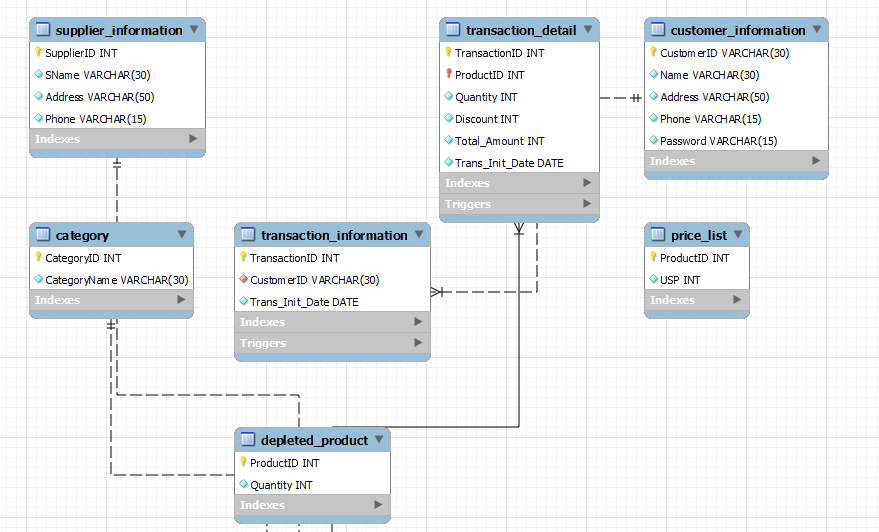 supplier_information
SupplierID INT
SName VARCHAR(30)
Address VARCHAR(50)
Phone VARCHAR(15)
Indexes
transaction_detail
TransactionID INT
ProductID INT
Quantity INT
Discount INT
Total_Amount INT
Trans_Init_Date DATE
Indexes
Triggers
customer_information
CustomerID VARCHAR(30)
Name VARCHAR(30)
Address VARCHAR(50)
Phone VARCHAR(15)
Password VARCHAR(15)
Indexes
category
CategoryID INT
CategoryName VARCHAR(30)
Indexes
transaction_information
TransactionID INT
CustomerID VARCHAR(30)
Trans_Init_Date DATE
Indexes
Triggers
price_list
ProductID INT
USP INT
Indexes
depleted_product
ProductID INT
Quantity INT
Indexes